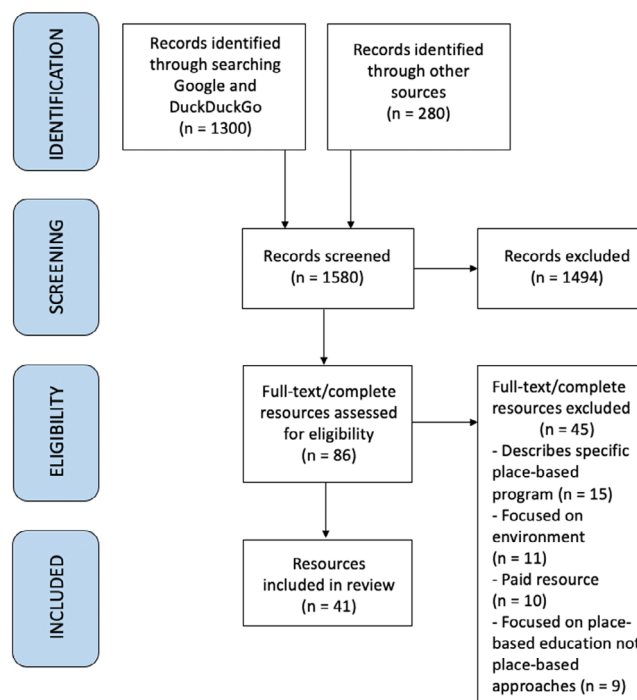 IDENTIFICATION
Records identified
through searching
Google and
DuckDuckGo
(n = 1300)
Records identified
through other
sources
(n = 280)
SCREENING
Records screened
(n = 1580)
Records excluded
(n = 1494)
ELIGIBILITY
Full-text/complete
resources assessed
for eligibility
(n = 86)
Full-text/complete
resources excluded
(n = 45)
- Describes specific
place-based
program (n = 15)
- Focused on
environment
(n = 11)
- Paid resource
(n = 10)
- Focused on place-
based education not
place-based
approaches (n = 9)
INCLUDED
Resources
included in review
(n = 41)